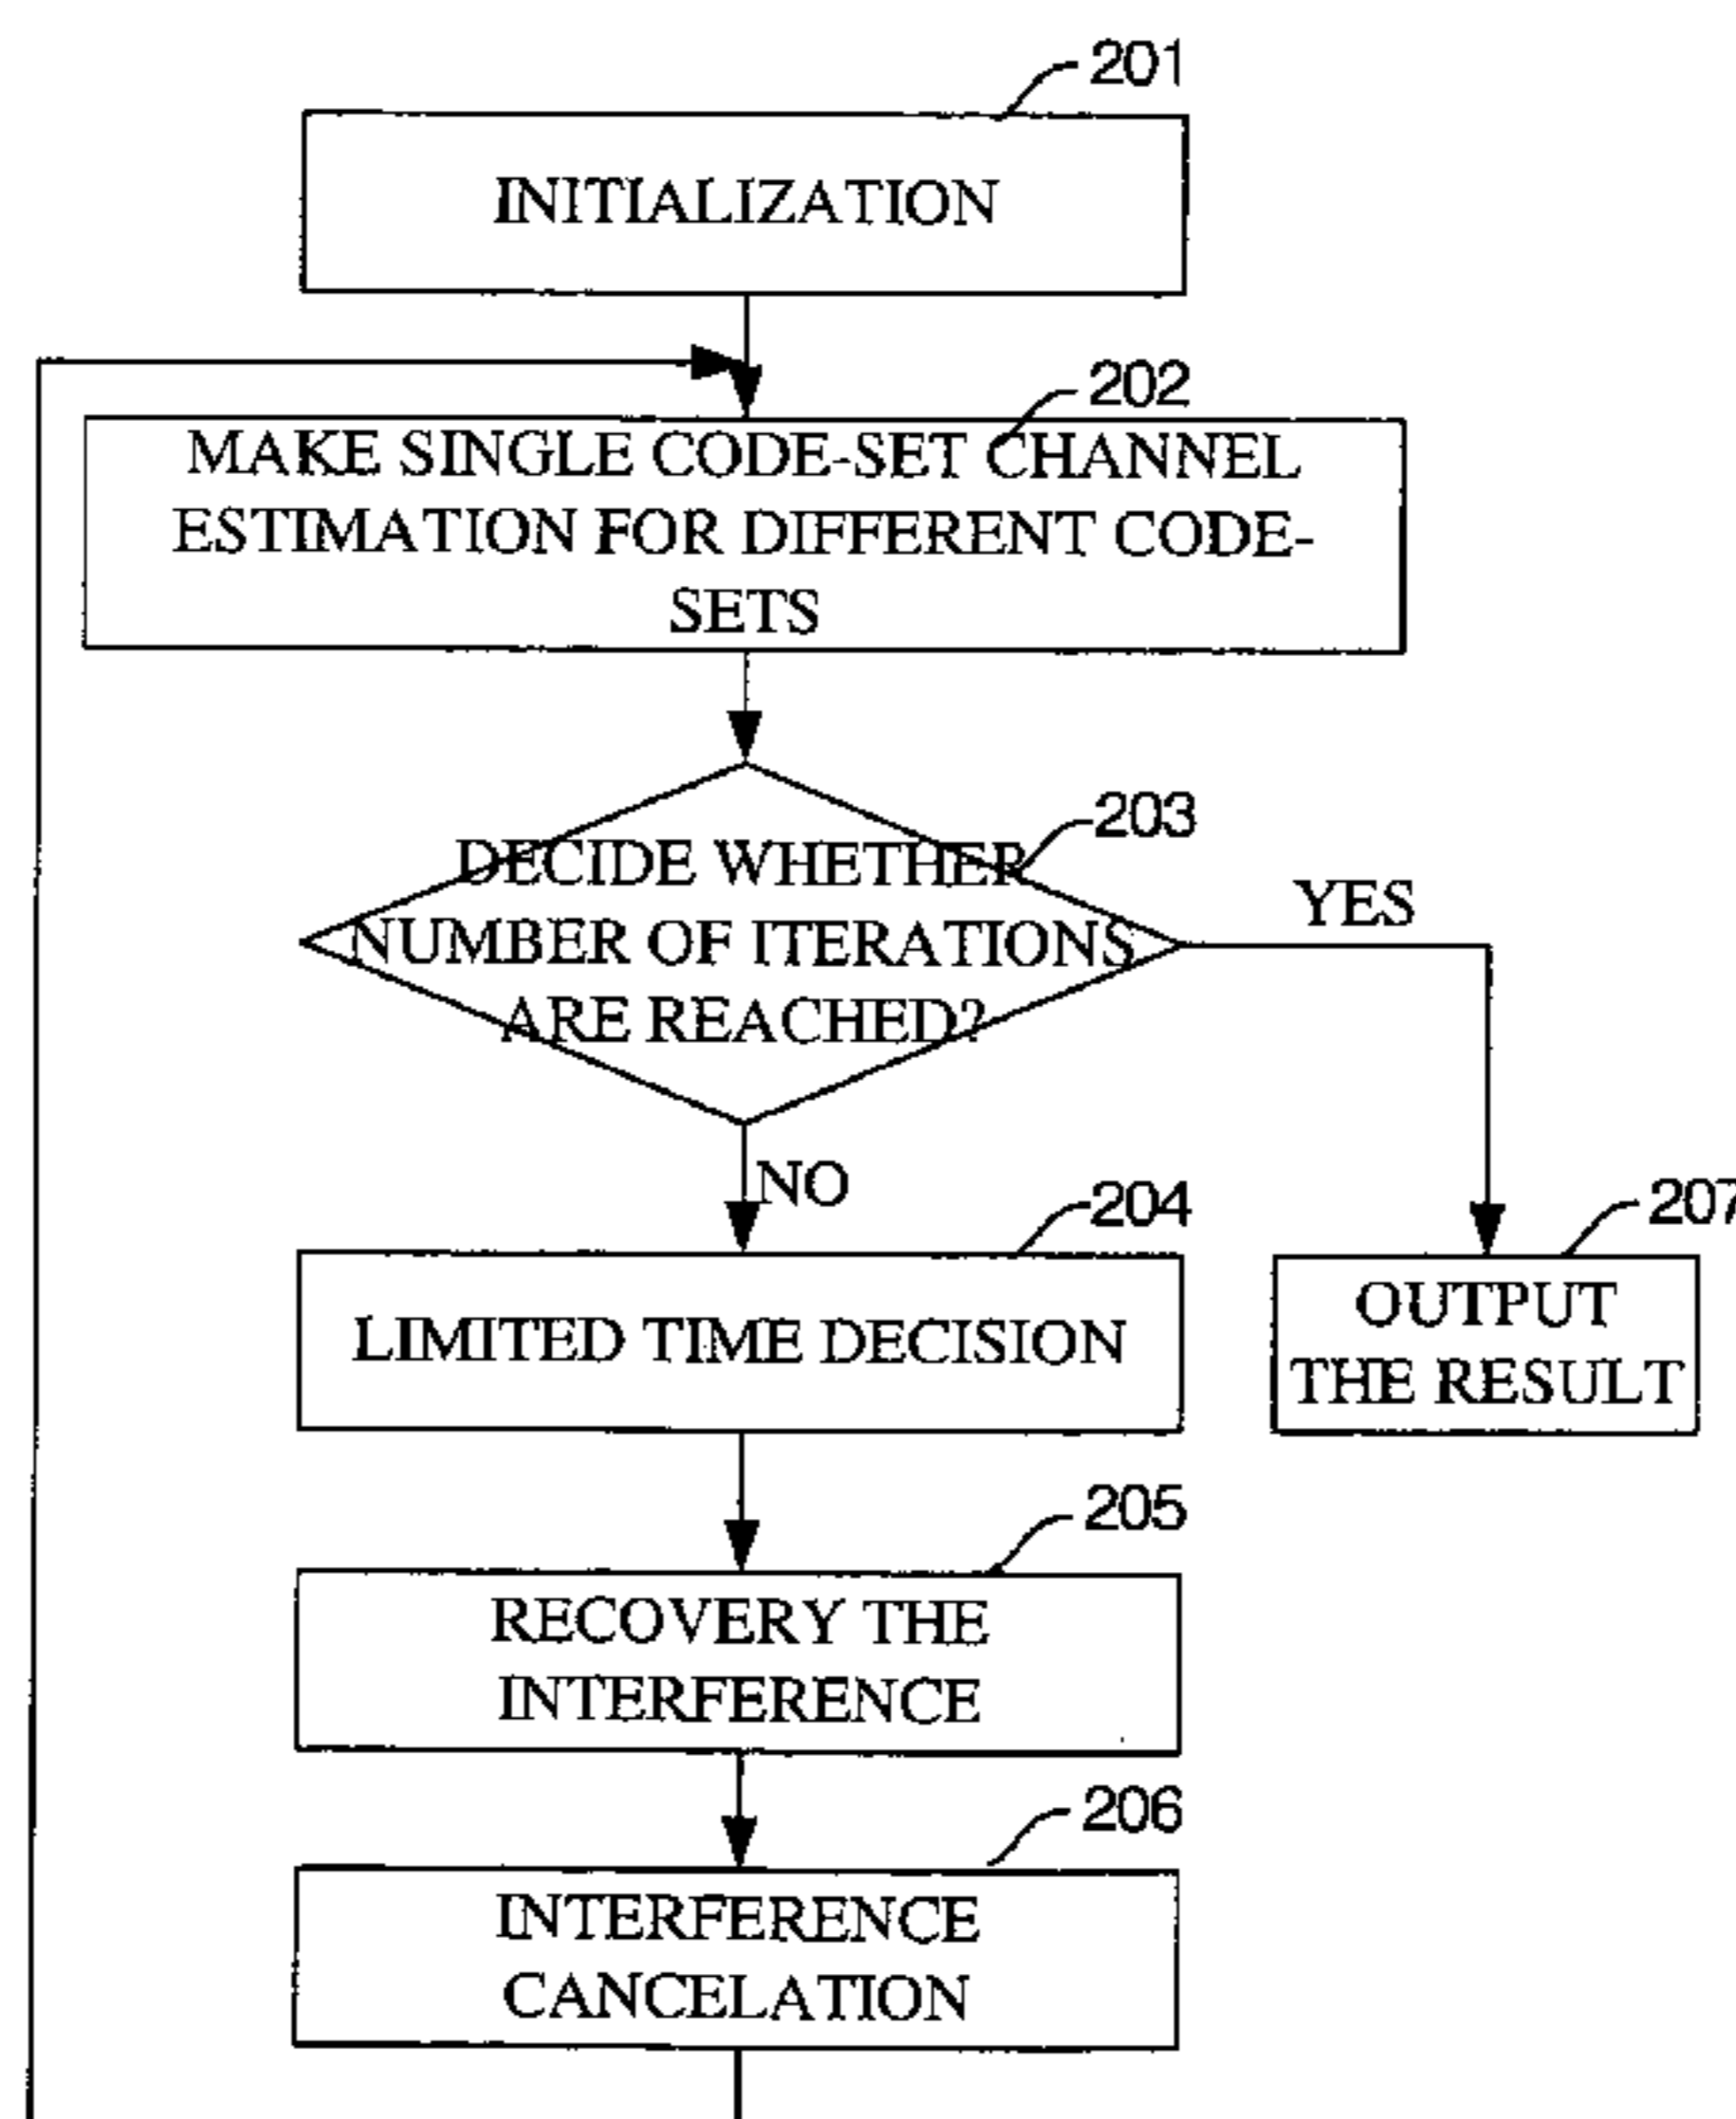 201
INITIALIZATION
202
MAKE SINGLE CODE-SET CHANNEL
ESTIMATION FOR DIFFERENT CODE-
SETS
203
DECIDE WHETHER
NUMBER OF ITERATIONS
ARE REACHED?
YES
NO
204
LIMITED TIME DECISION
207
OUTPUT
THE RESULT
205
RECOVERY THE
INTERFERENCE
206
INTERFERENCE
CANCELATION